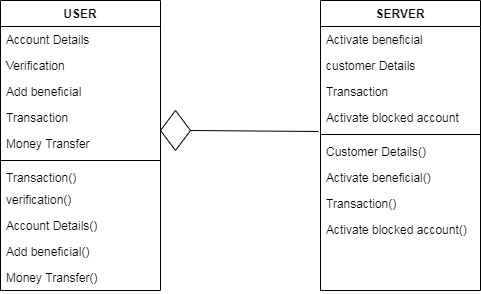 USER
Account Details
Verification
Add beneficial
Transaction
Money Transfer
Transaction()
verification()
Account Details()
Add beneficial()
Money Transfer()
SERVER
Activate beneficial
customer Details
Transaction
Activate blocked account
Customer Details()
Activate beneficial()
Transaction()
Activate blocked account()